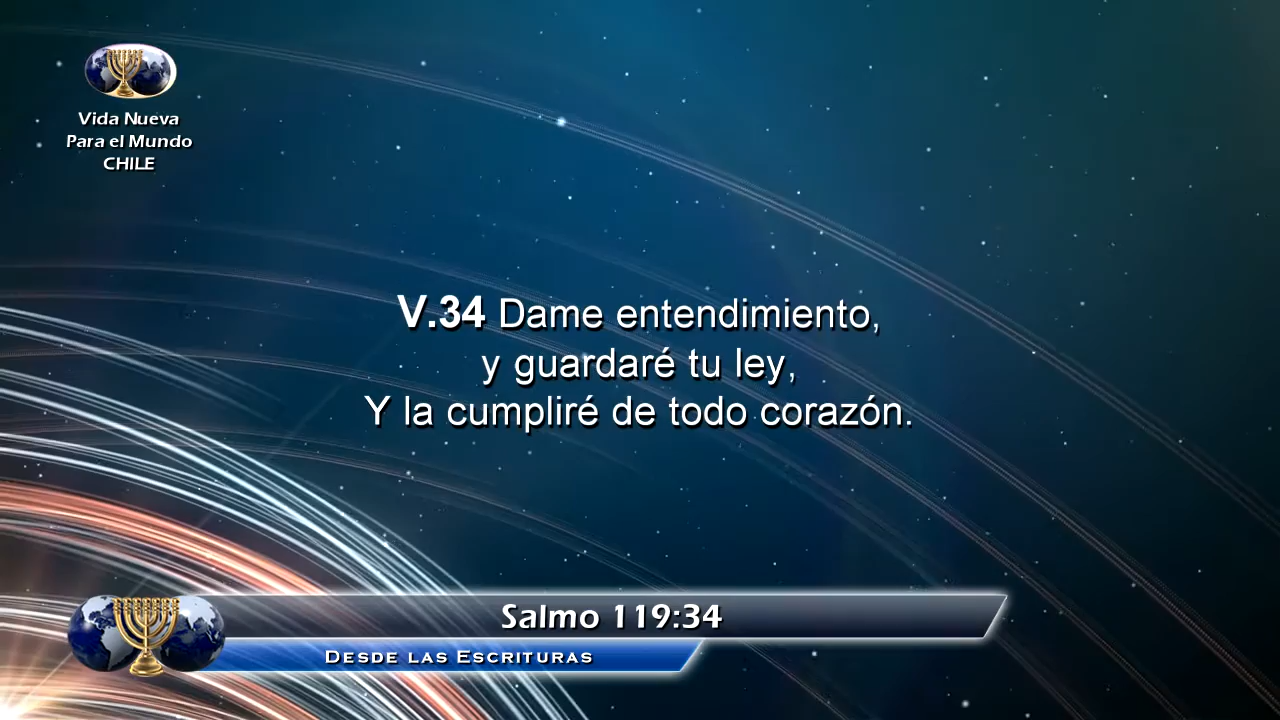 Vida Nueva
Para el Mundo
CHILE
V.34 Dame entendimiento,
y guardaré tu ley,
Y la cumpliré de todo corazón.
Salmo 119:34
Desde las Escrituras